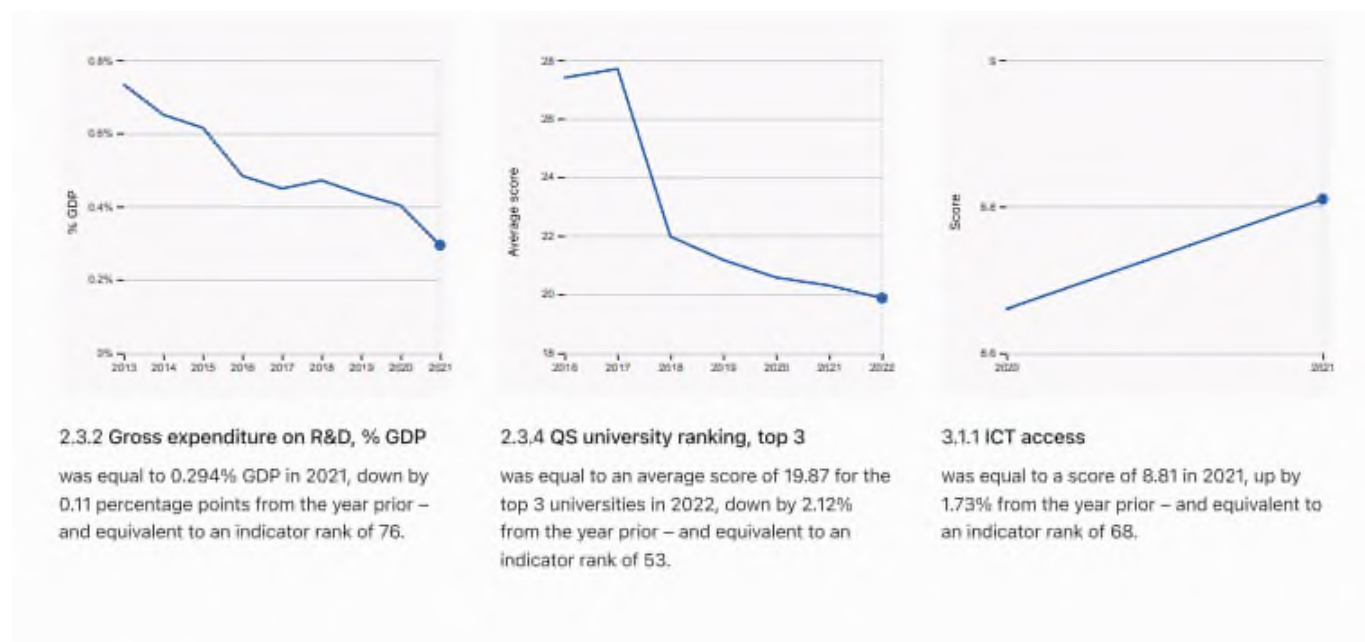 0.8%
0.6%
0.4%
0.2%
0%
% GDP
2013 2014 2015 2016 2017 2018 2019 2020 2021
2.3.2 Gross expenditure on R&D, % GDP
was equal to 0.294% GDP in 2021, down by
0.11 percentage points from the year prior –
and equivalent to an indicator rank of 76.
28
26
24
22
20
18
Average score
2016 2017 2018 2019 2020 2021 2022
2.3.4 QS university ranking, top 3
was equal to an average score of 19.87 for the
top 3 universities in 2022, down by 2.12%
from the year prior – and equivalent to an
indicator rank of 53.
9
8.8
8.6
Score
2020 2021
3.1.1 ICT access
was equal to a score of 8.81 in 2021, up by
1.73% from the year prior – and equivalent to
an indicator rank of 68.